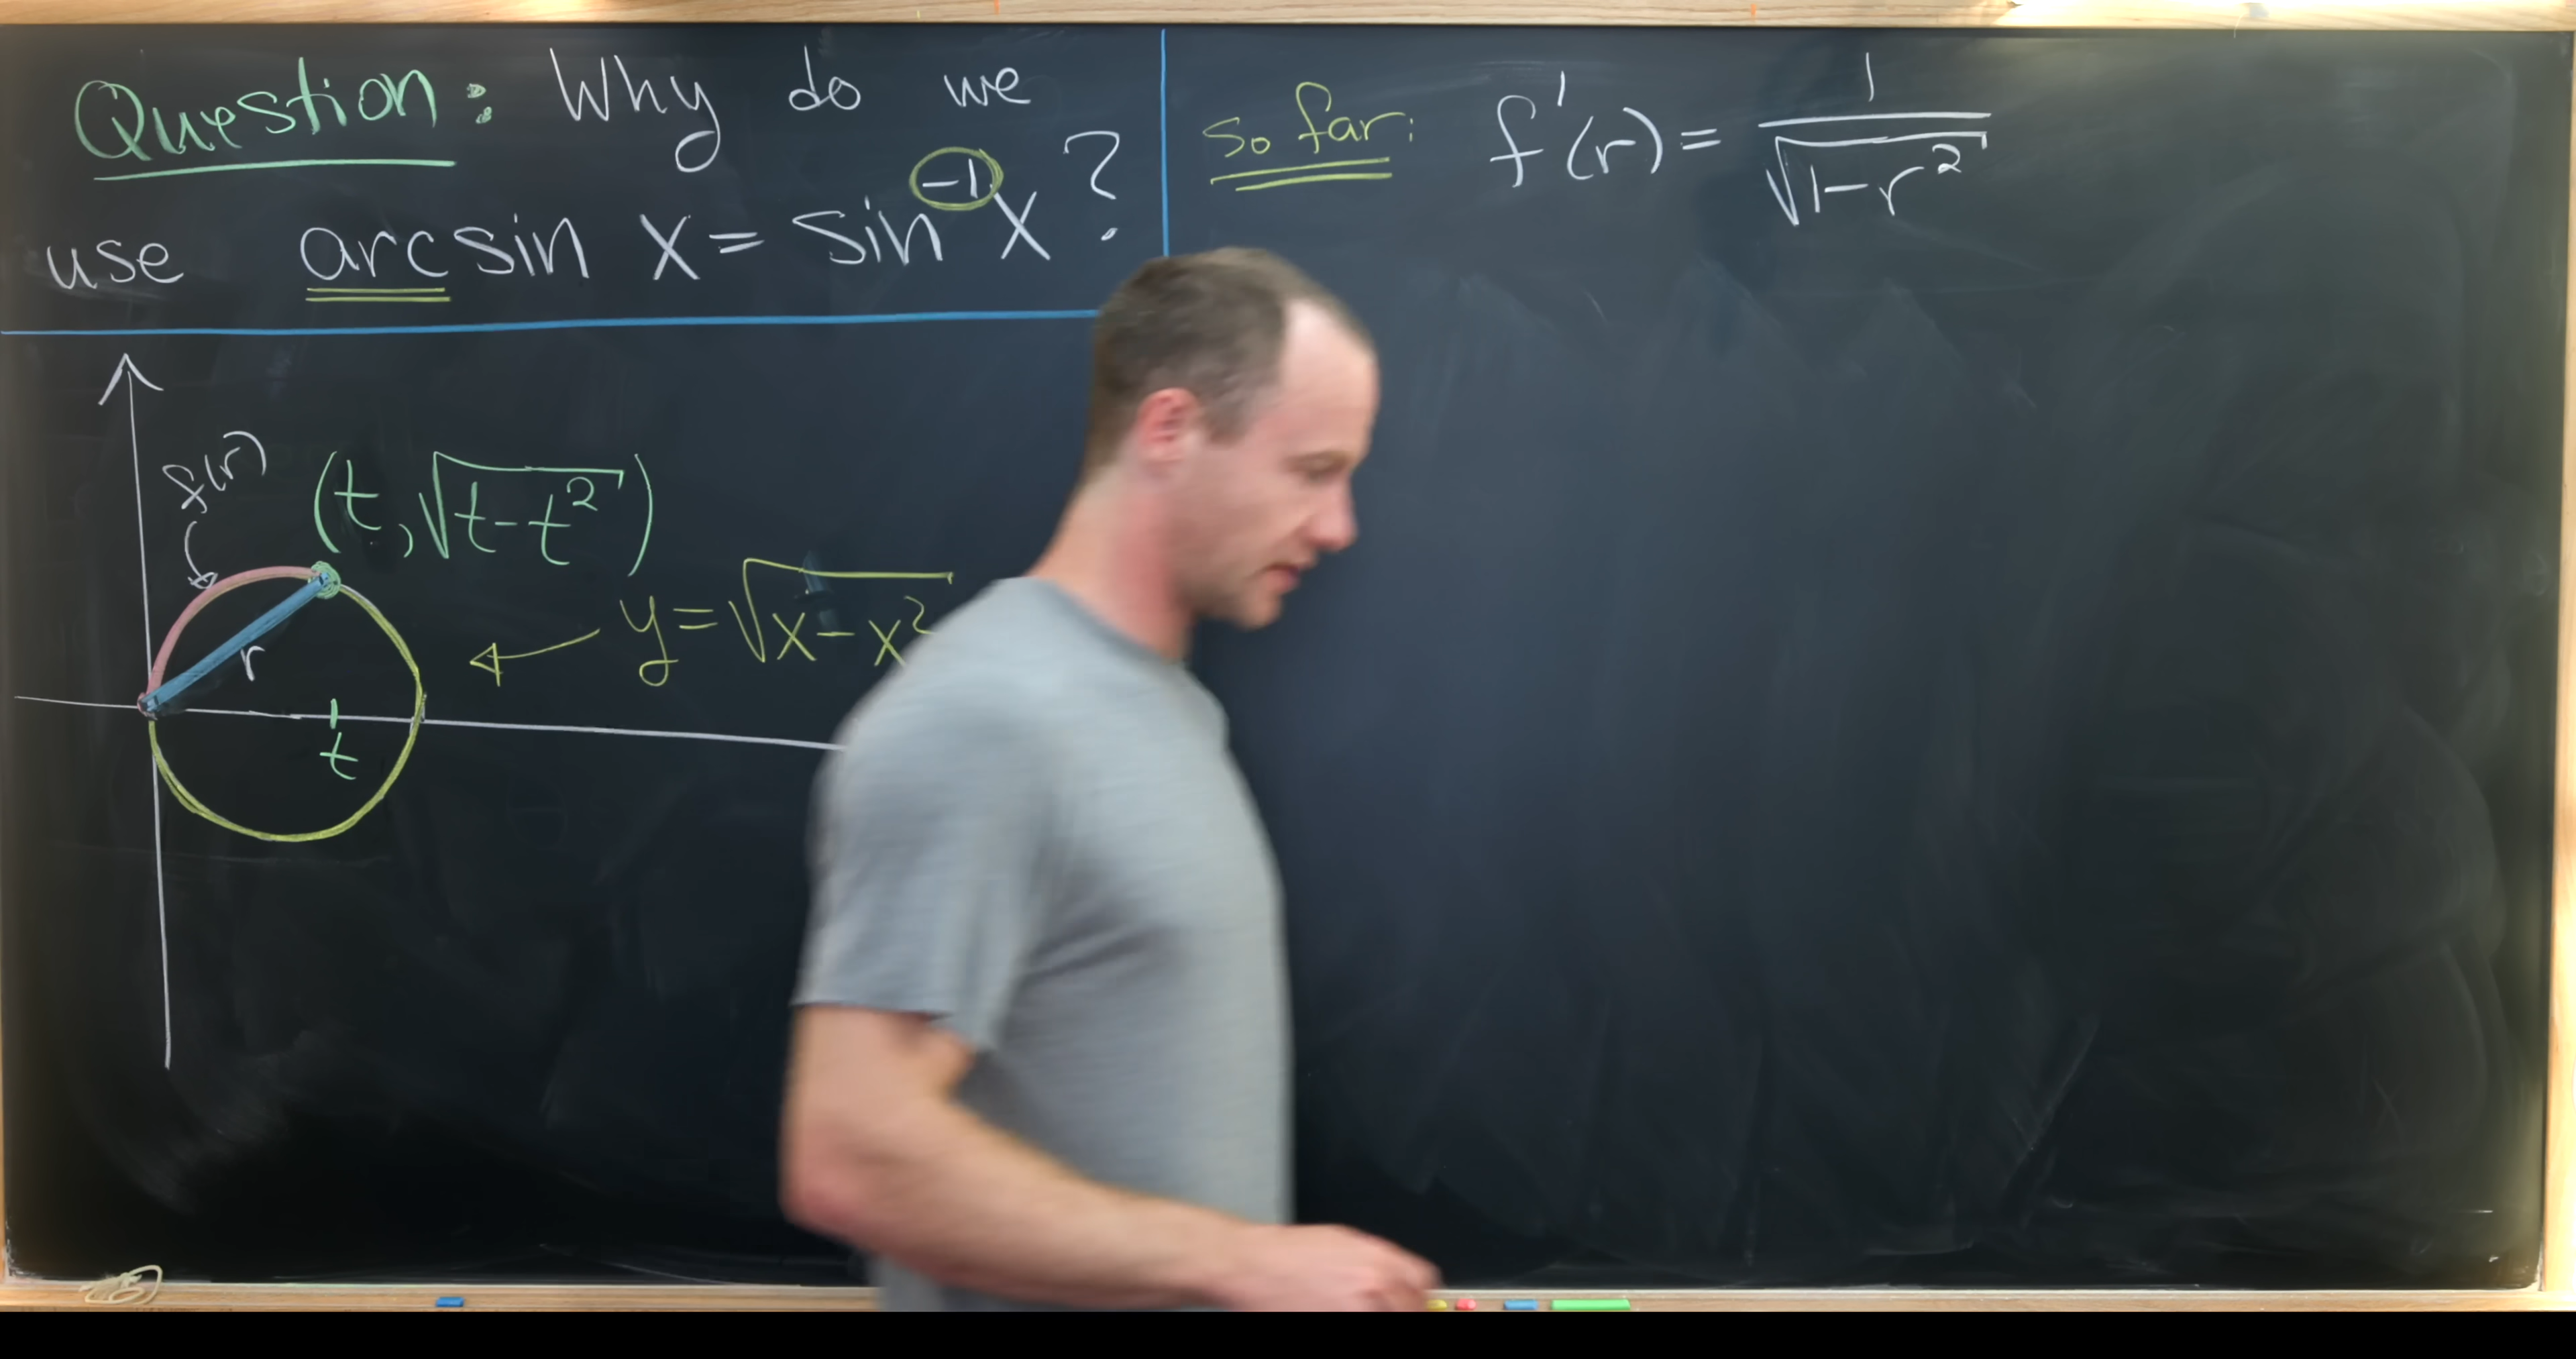 Question: Why do we
use arcsin x = sin⁻¹ x ?
so far: f'(r) = 1/√(1-r²)
f(r)
(t, √(t-t²))
y = √(x-x²)
r
t